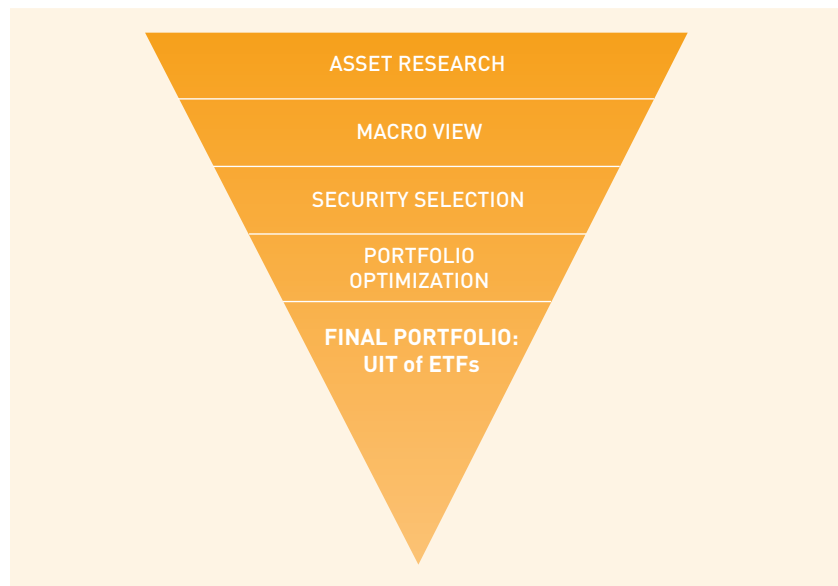 ASSET RESEARCH
MACRO VIEW
SECURITY SELECTION
PORTFOLIO
OPTIMIZATION
FINAL PORTFOLIO:
UIT of ETFs